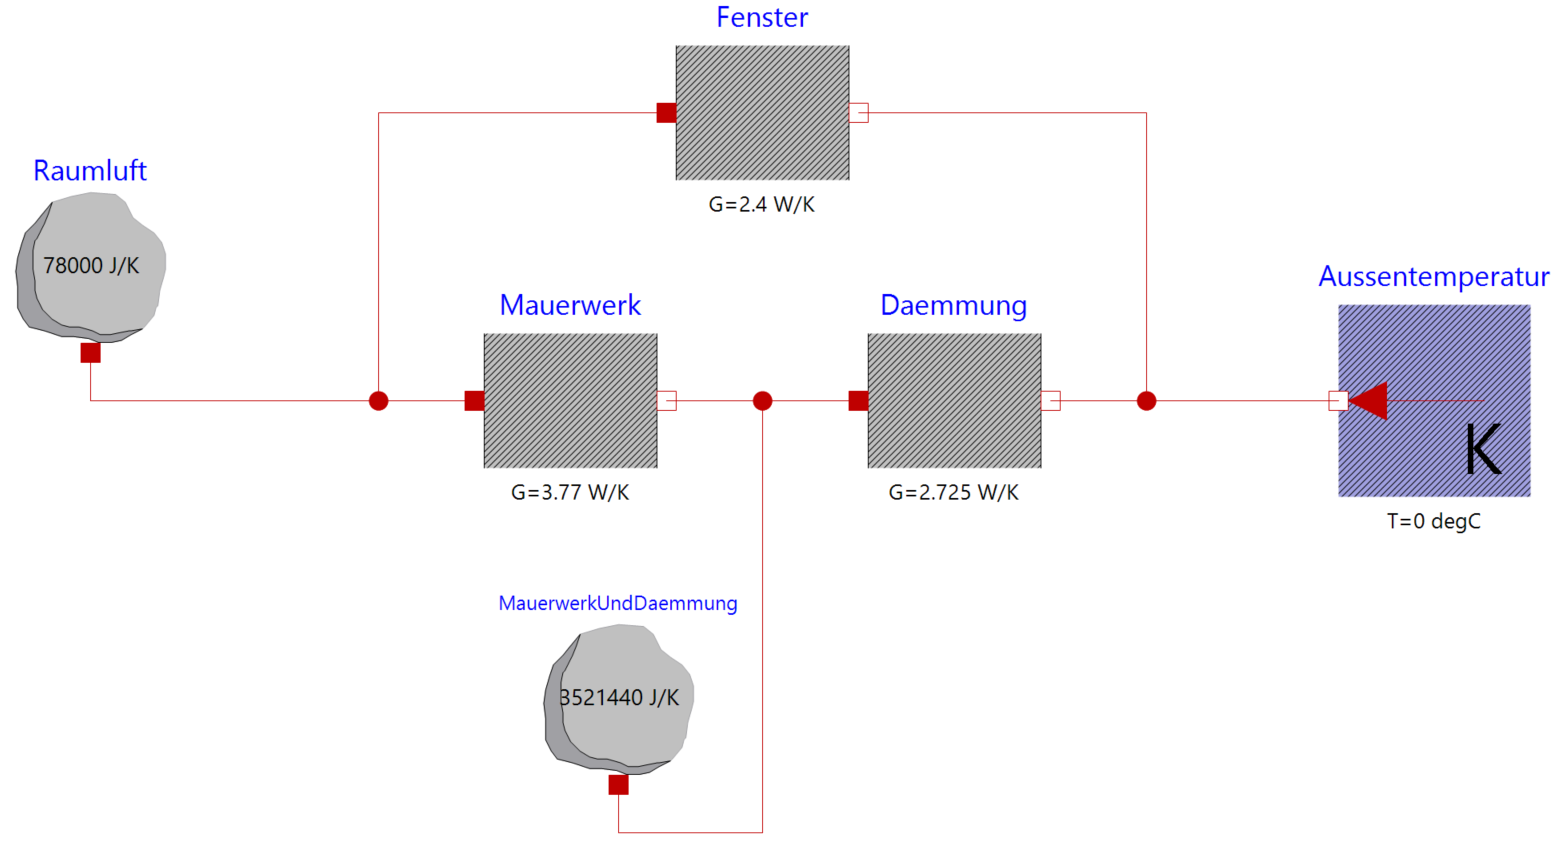 Fenster
G=2.4 W/K
Raumluft
78000 J/K
Mauerwerk
G=3.77 W/K
Daemmung
G=2.725 W/K
Aussentemperatur
K
T=0 degC
MauerwerkUndDaemmung
3521440 J/K